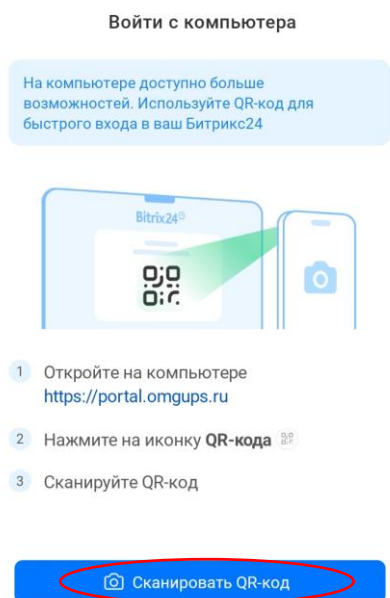 Войти с компьютера
На компьютере доступно больше
возможностей. Используйте QR-код для
быстрого входа в ваш Битрикс24
Bitrix24
1 Откройте на компьютере
https://portal.omgups.ru
2 Нажмите на иконку QR-кода
3 Сканируйте QR-код
Сканировать QR-код